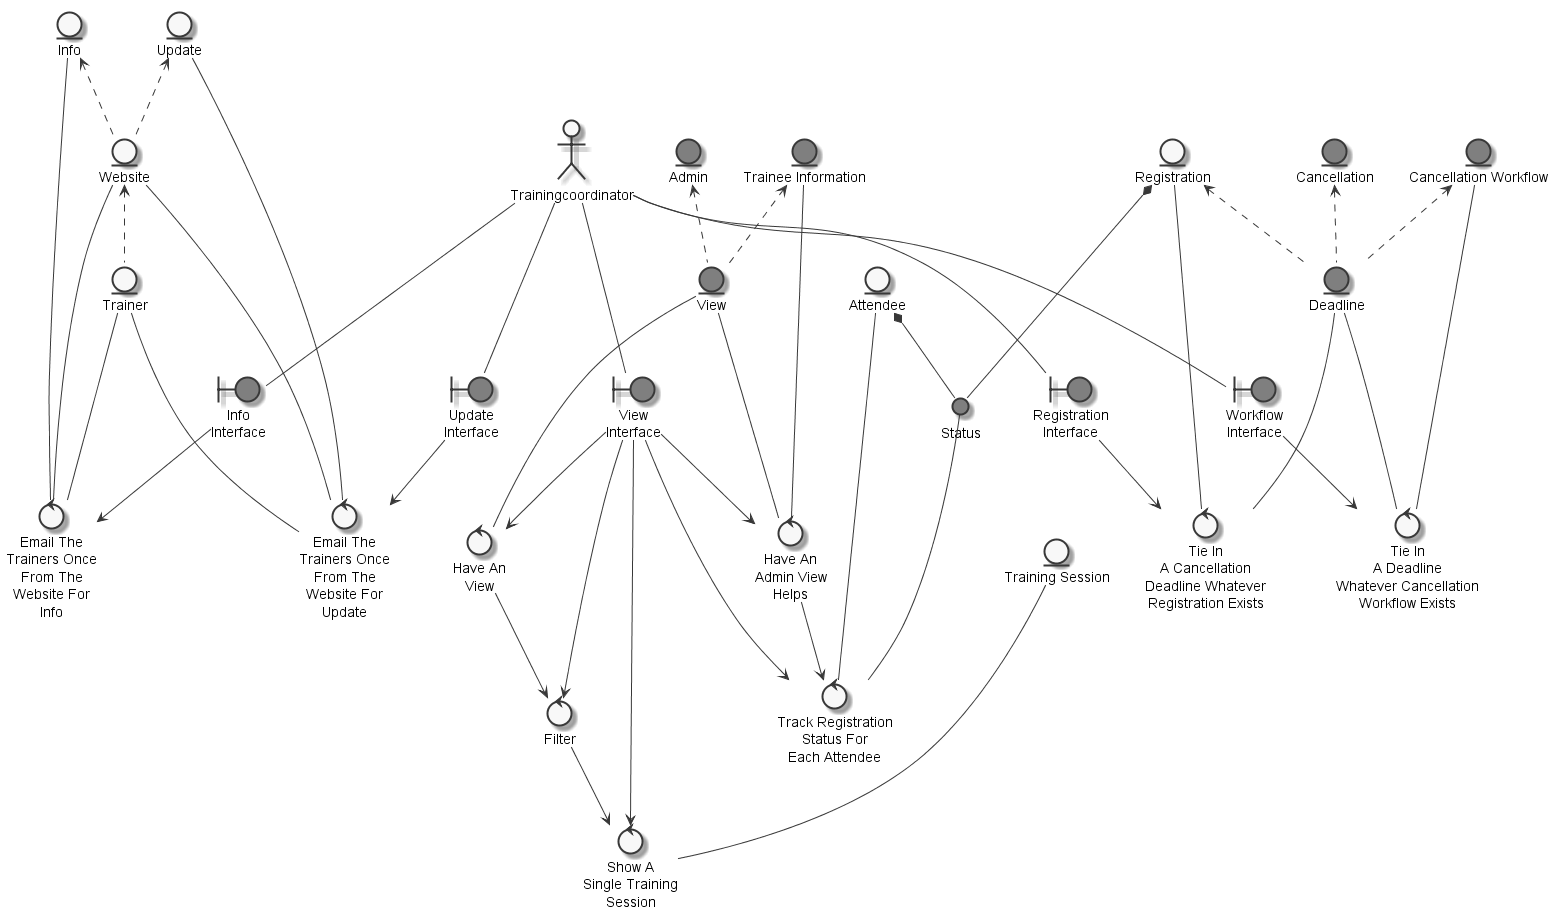 Info
Update
Website
Trainingcoordinator
Admin
Trainee Information
Registration
Cancellation
Cancellation Workflow
Trainer
View
Attendee
Deadline
Info
Interface
Update
Interface
View
Interface
Status
Registration
Interface
Workflow
Interface
Email The
Trainers Once
From The
Website For
Info
Email The
Trainers Once
From The
Website For
Update
Have An
View
Have An
Admin View
Helps
Training Session
Tie In
A Cancellation
Deadline Whatever
Registration Exists
Tie In
A Deadline
Whatever Cancellation
Workflow Exists
Filter
Track Registration
Status For
Each Attendee
Show A
Single Training
Session